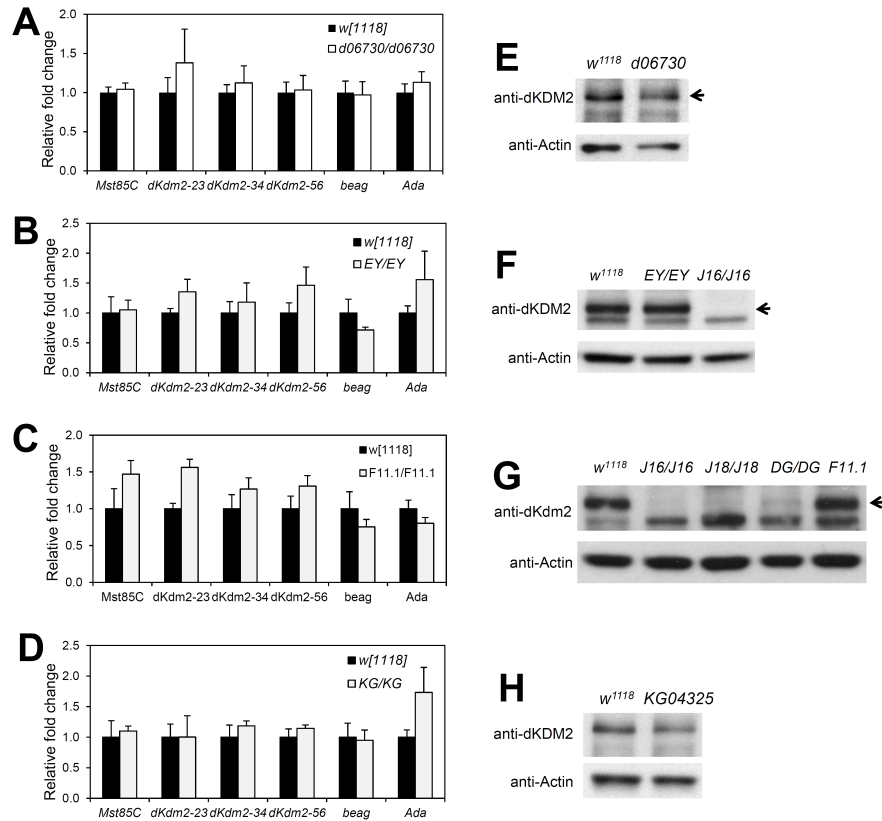 A
Relative fold change
2.0
1.5
1.0
0.5
0.0
w[1118]
d06730/d06730
Mst85C dKdm2-23 dKdm2-34 dKdm2-56 beag Ada
E
w1118 d06730
anti-dKDM2
anti-Actin
B
Relative fold change
2.5
2.0
1.5
1.0
0.5
0.0
w[1118]
EY/EY
Mst85C dKdm2-23 dKdm2-34 dKdm2-56 beag Ada
F
w1118 EY/EY J16/J16
anti-dKDM2
anti-Actin
C
Relative fold change
2.0
1.5
1.0
0.5
0.0
w[1118]
F11.1/F11.1
Mst85C dKdm2-23 dKdm2-34 dKdm2-56 beag Ada
G
w1118 J16/J16 J18/J18 DG/DG F11.1
anti-dKdm2
anti-Actin
D
Relative fold change
2.5
2.0
1.5
1.0
0.5
0.0
w[1118]
KG/KG
Mst85C dKdm2-23 dKdm2-34 dKdm2-56 beag Ada
H
w1118 KG04325
anti-dKDM2
anti-Actin